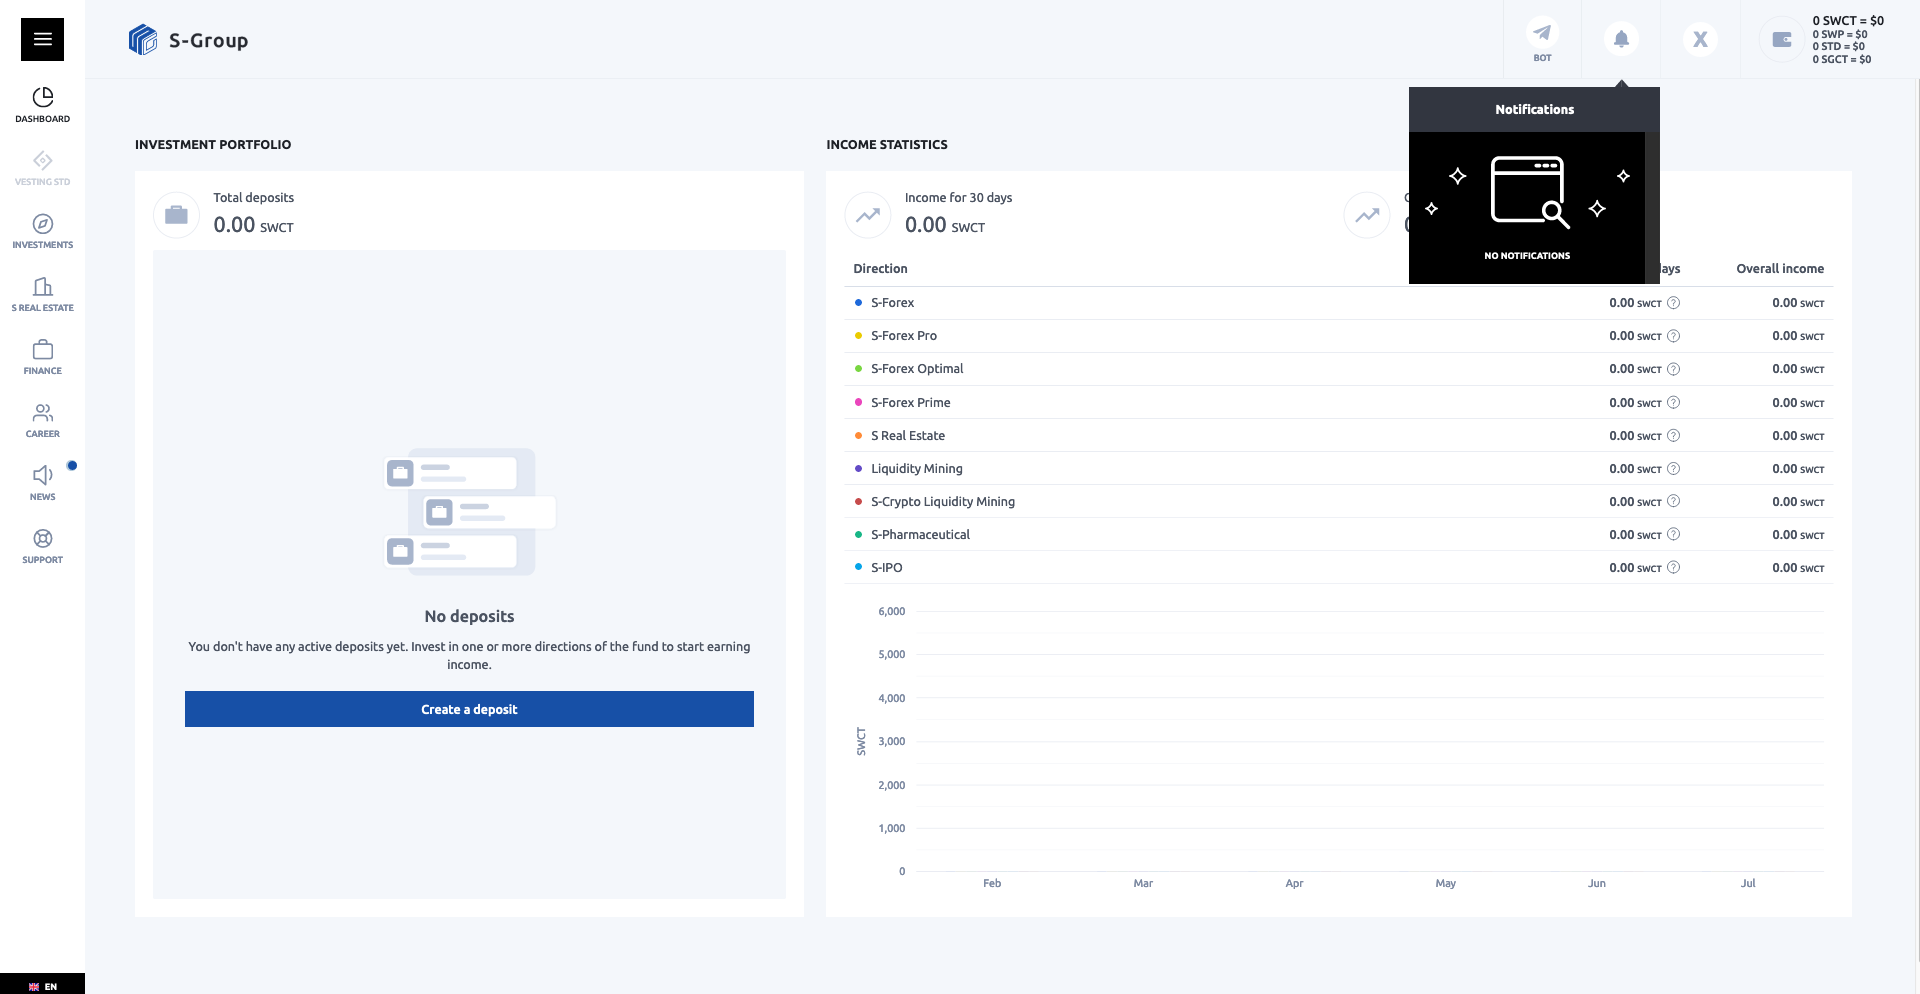 S-Group
BOT
X
0 SWCT = $0
0 SWP = $0
0 STD = $0
0 SGCT = $0
DASHBOARD
VESTING STD
INVESTMENTS
S REAL ESTATE
FINANCE
CAREER
NEWS
SUPPORT
EN
Notifications
NO NOTIFICATIONS
INVESTMENT PORTFOLIO
Total deposits
0.00 SWCT
No deposits
You don't have any active deposits yet. Invest in one or more directions of the fund to start earning
income.
Create a deposit
INCOME STATISTICS
Income for 30 days
0.00 SWCT
Direction Overall income
S-Forex 0.00 SWCT ? 0.00 SWCT
S-Forex Pro 0.00 SWCT ? 0.00 SWCT
S-Forex Optimal 0.00 SWCT ? 0.00 SWCT
S-Forex Prime 0.00 SWCT ? 0.00 SWCT
S Real Estate 0.00 SWCT ? 0.00 SWCT
Liquidity Mining 0.00 SWCT ? 0.00 SWCT
S-Crypto Liquidity Mining 0.00 SWCT ? 0.00 SWCT
S-Pharmaceutical 0.00 SWCT ? 0.00 SWCT
S-IPO 0.00 SWCT ? 0.00 SWCT
SWCT
6,000
5,000
4,000
3,000
2,000
1,000
0
Feb Mar Apr May Jun Jul